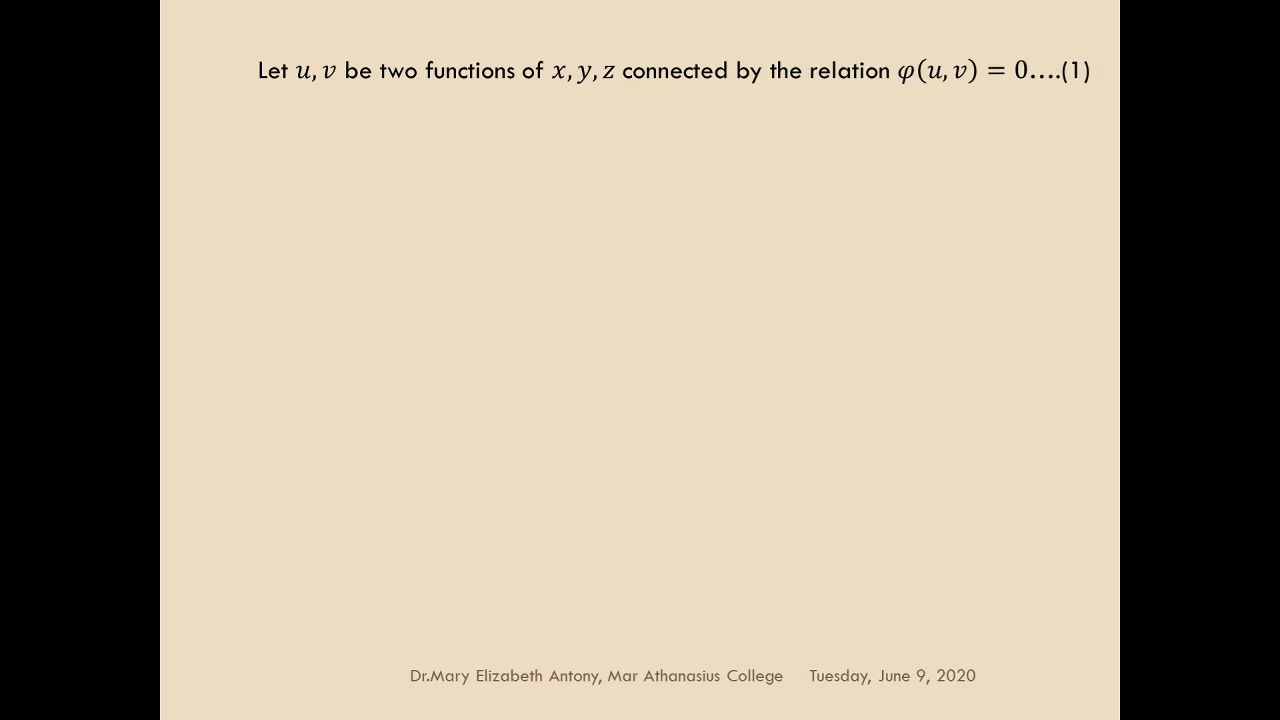 Let 𝑢, 𝑣 be two functions of 𝑥, 𝑦, 𝑧 connected by the relation 𝜑(𝑢, 𝑣) = 0….(1)
Dr.Mary Elizabeth Antony, Mar Athanasius College Tuesday, June 9, 2020